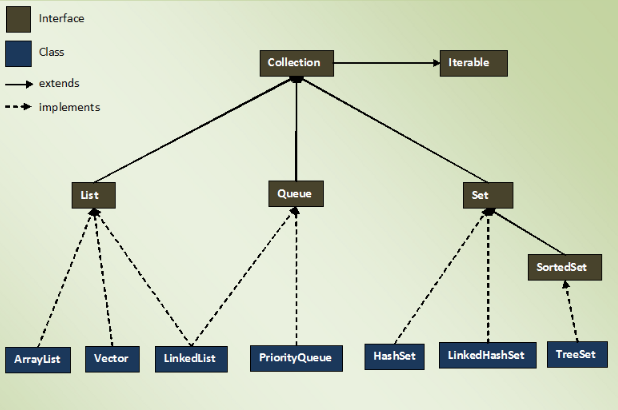 Interface
Class
extends
implements
Collection
Iterable
List
Queue
Set
SortedSet
ArrayList
Vector
LinkedList
PriorityQueue
HashSet
LinkedHashSet
TreeSet